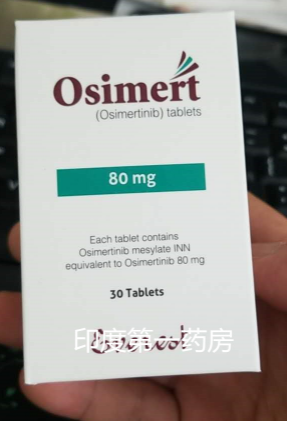 Osimert
(Osimertinib) tablets
80 mg
Each tablet contains
Osimertinib mesylate INN
equivalent to Osimertinib 80 mg
30 Tablets
Everest
印度第一药房